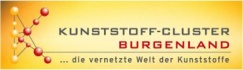 KUNSTSTOFF-CLUSTER
BURGENLAND
... die vernetzte Welt der Kunststoffe